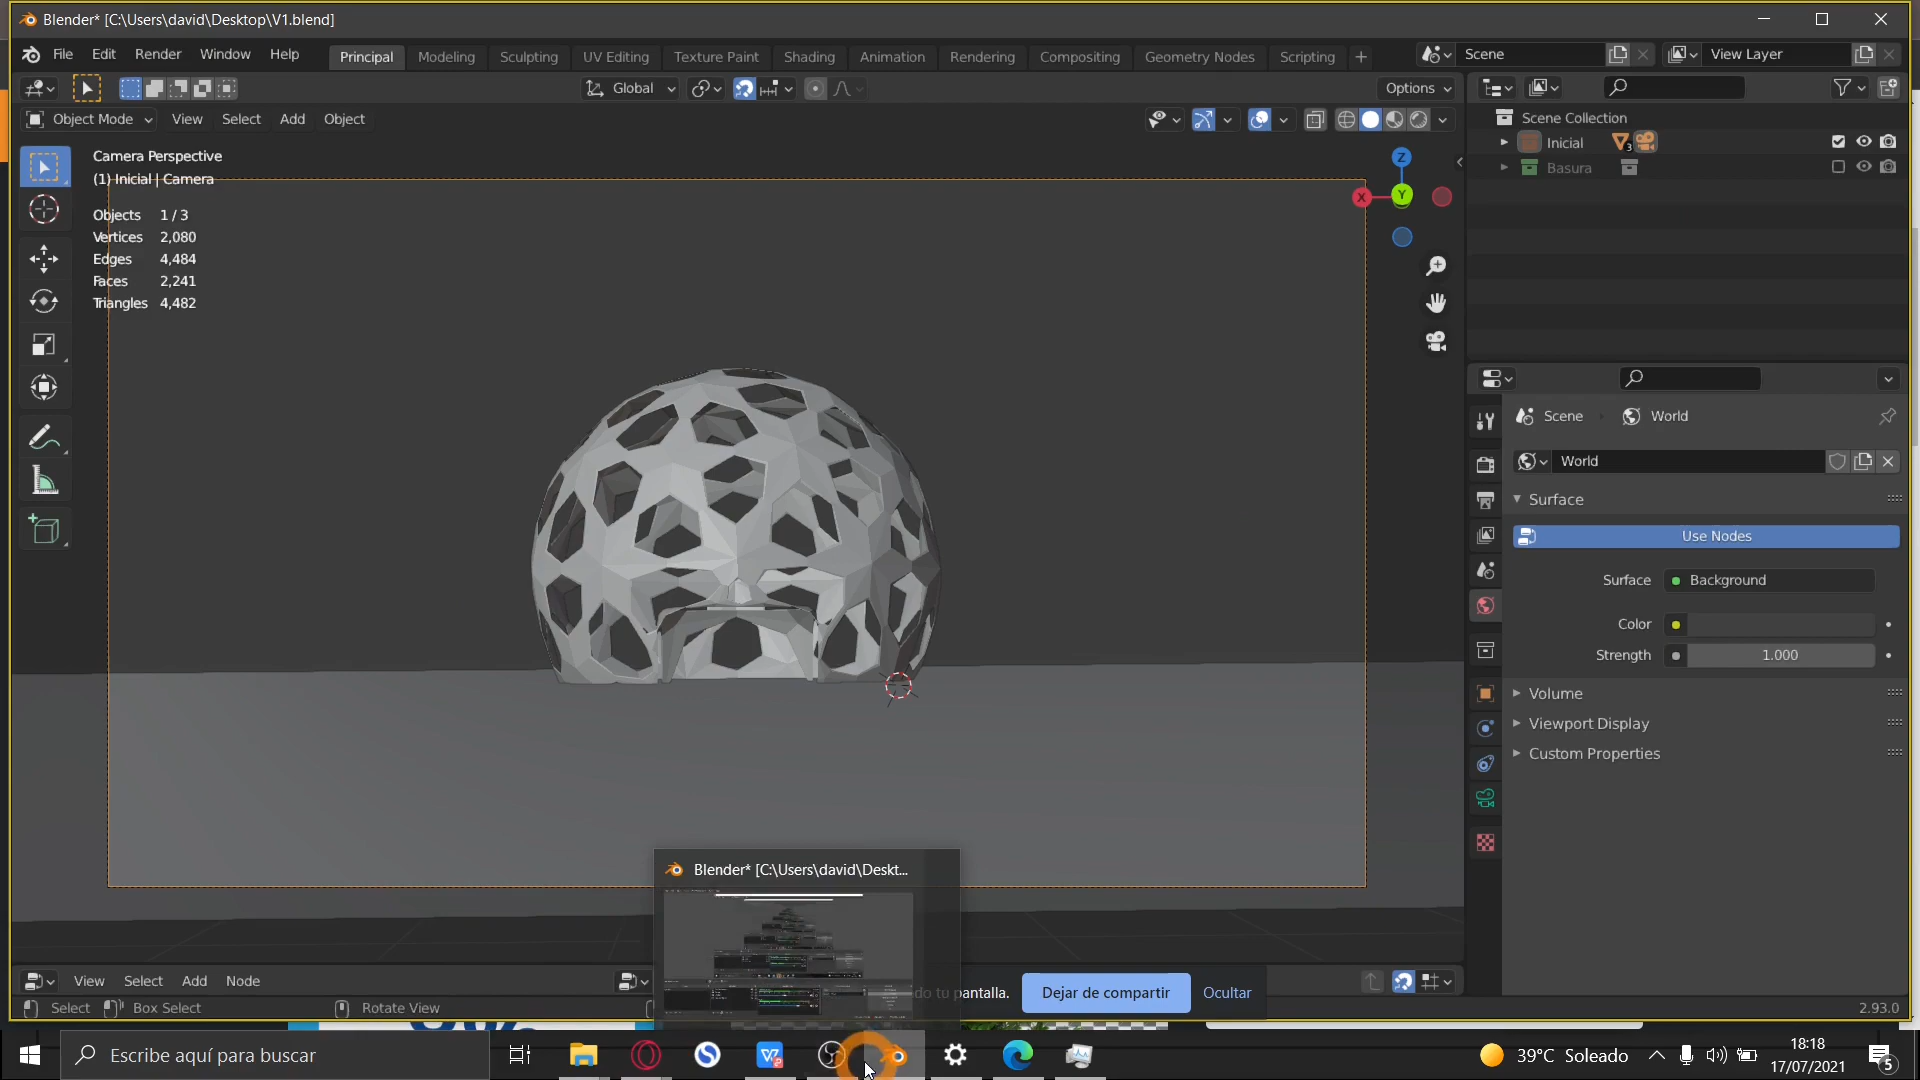 Blender* [C:\Users\david\Desktop\V1.blend]
File Edit Render Window Help Principal Modeling Sculpting UV Editing Texture Paint Shading Animation Rendering Compositing Geometry Nodes Scripting + Scene View Layer
Global Options
Object Mode View Select Add Object
Scene Collection
Inicial 3
Basura
Camera Perspective
(1) Inicial | Camera
Objects 1 / 3
Vertices 2,080
Edges 4,484
Faces 2,241
Triangles 4,482
Z
X Y
Scene World
World
Surface
Use Nodes
Surface Background
Color
Strength 1.000
Volume
Viewport Display
Custom Properties
Blender* [C:\Users\david\Deskt...
View Select Add Node
do tu pantalla. Dejar de compartir Ocultar
Select Box Select Rotate View
2.93.0
Escribe aquí para buscar
39°C Soleado
18:18
17/07/2021
5